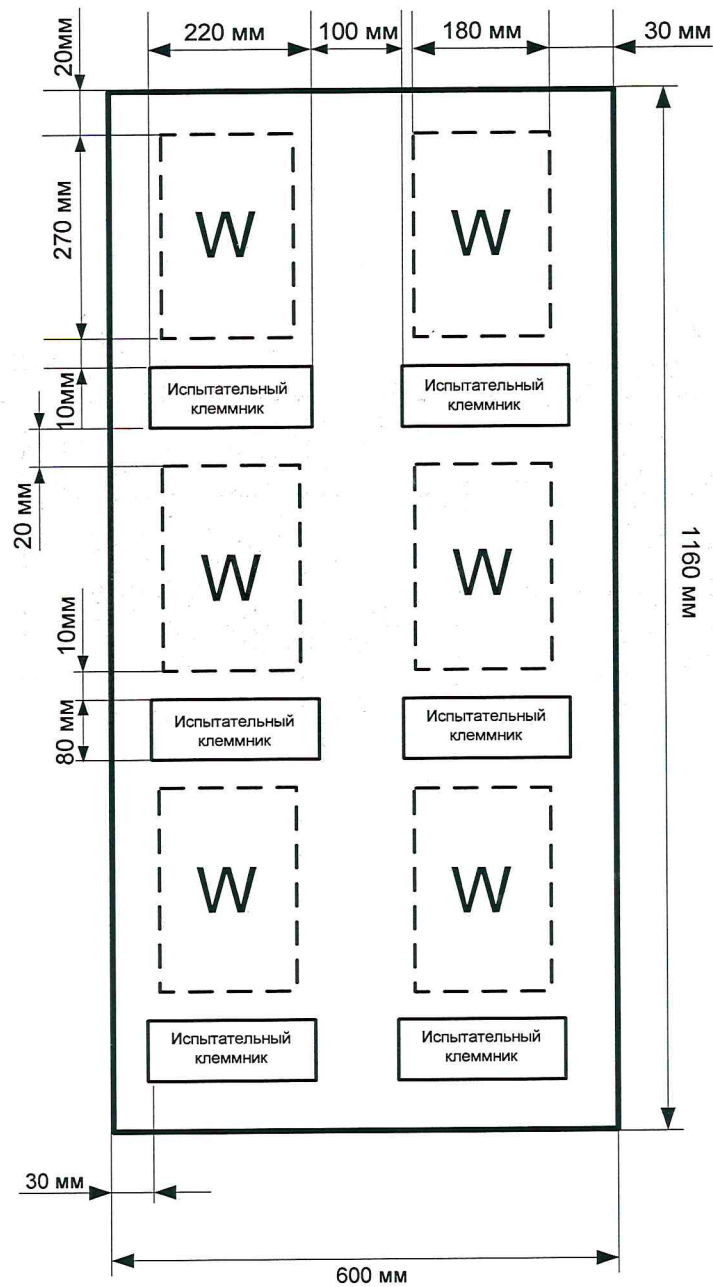 220 мм 100 мм 180 мм 30 мм
20мм
270 мм
W W
10мм
Испытательный Испытательный
клеммник клеммник
20 мм
W W
1160 мм
10мм
80 мм
Испытательный Испытательный
клеммник клеммник
W W
Испытательный Испытательный
клеммник клеммник
30 мм
600 мм